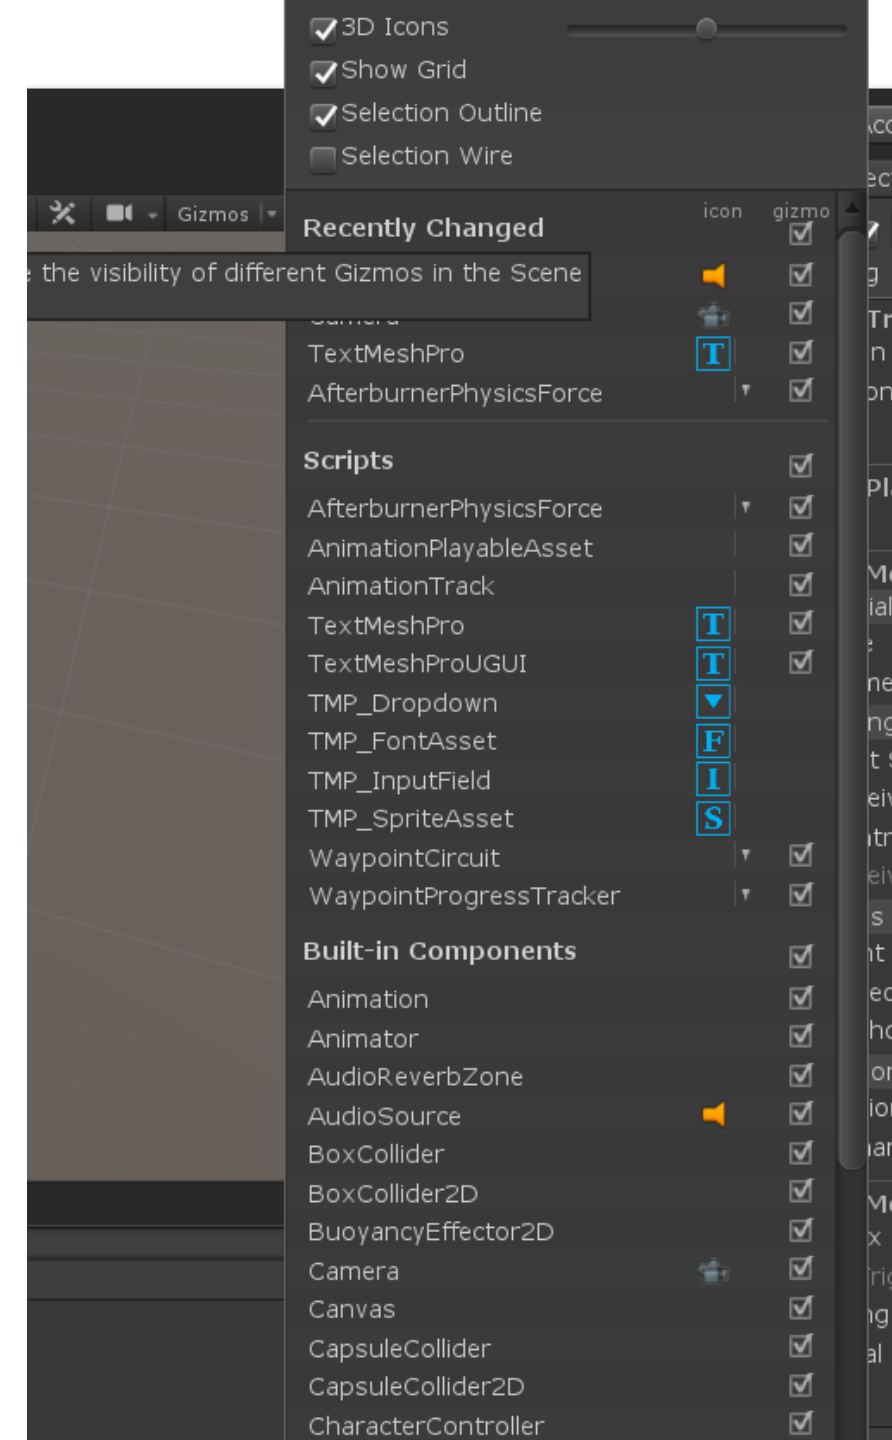 3D Icons
Show Grid
Selection Outline
Selection Wire
Gizmos
icon gizmo
Recently Changed
the visibility of different Gizmos in the Scene
Camera
TextMeshPro T
AfterburnerPhysicsForce
Scripts
AfterburnerPhysicsForce
AnimationPlayableAsset
AnimationTrack
TextMeshPro T
TextMeshProUGUI T
TMP_Dropdown
TMP_FontAsset F
TMP_InputField I
TMP_SpriteAsset S
WaypointCircuit
WaypointProgressTracker
Built-in Components
Animation
Animator
AudioReverbZone
AudioSource
BoxCollider
BoxCollider2D
BuoyancyEffector2D
Camera
Canvas
CapsuleCollider
CapsuleCollider2D
CharacterController